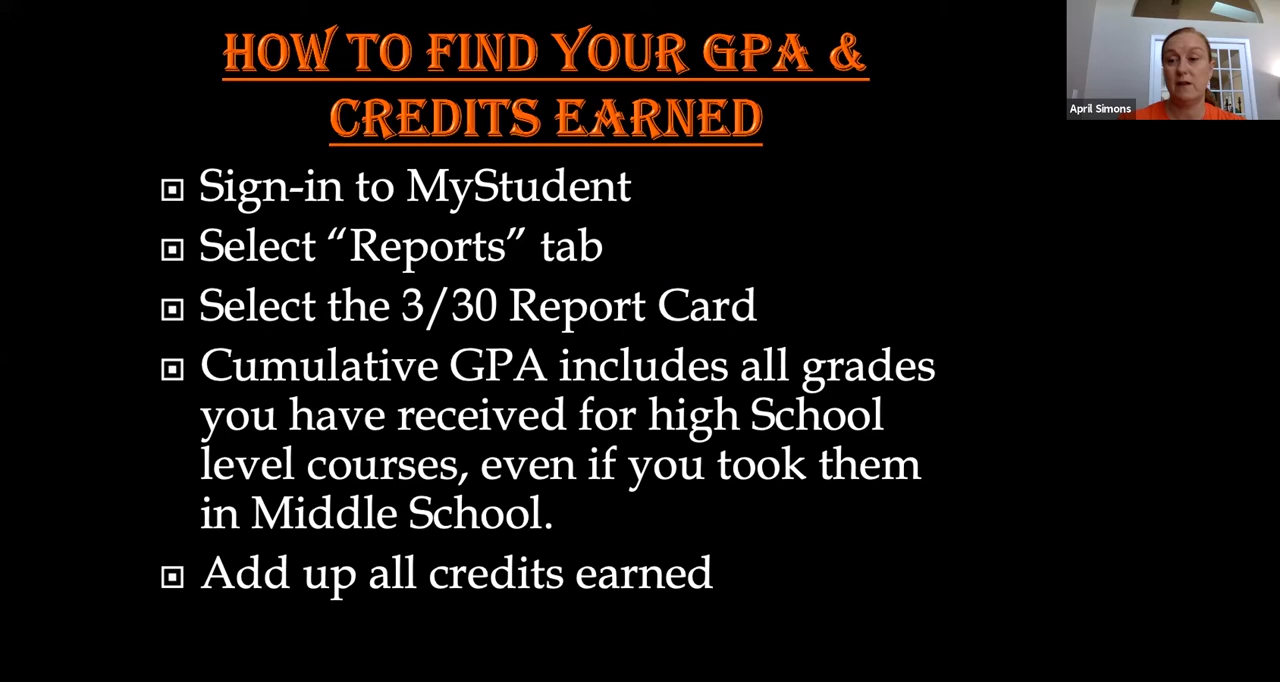 HOW TO FIND YOUR GPA &
CREDITS EARNED
Sign-in to MyStudent
Select “Reports” tab
Select the 3/30 Report Card
Cumulative GPA includes all grades
you have received for high School
level courses, even if you took them
in Middle School.
Add up all credits earned
April Simons